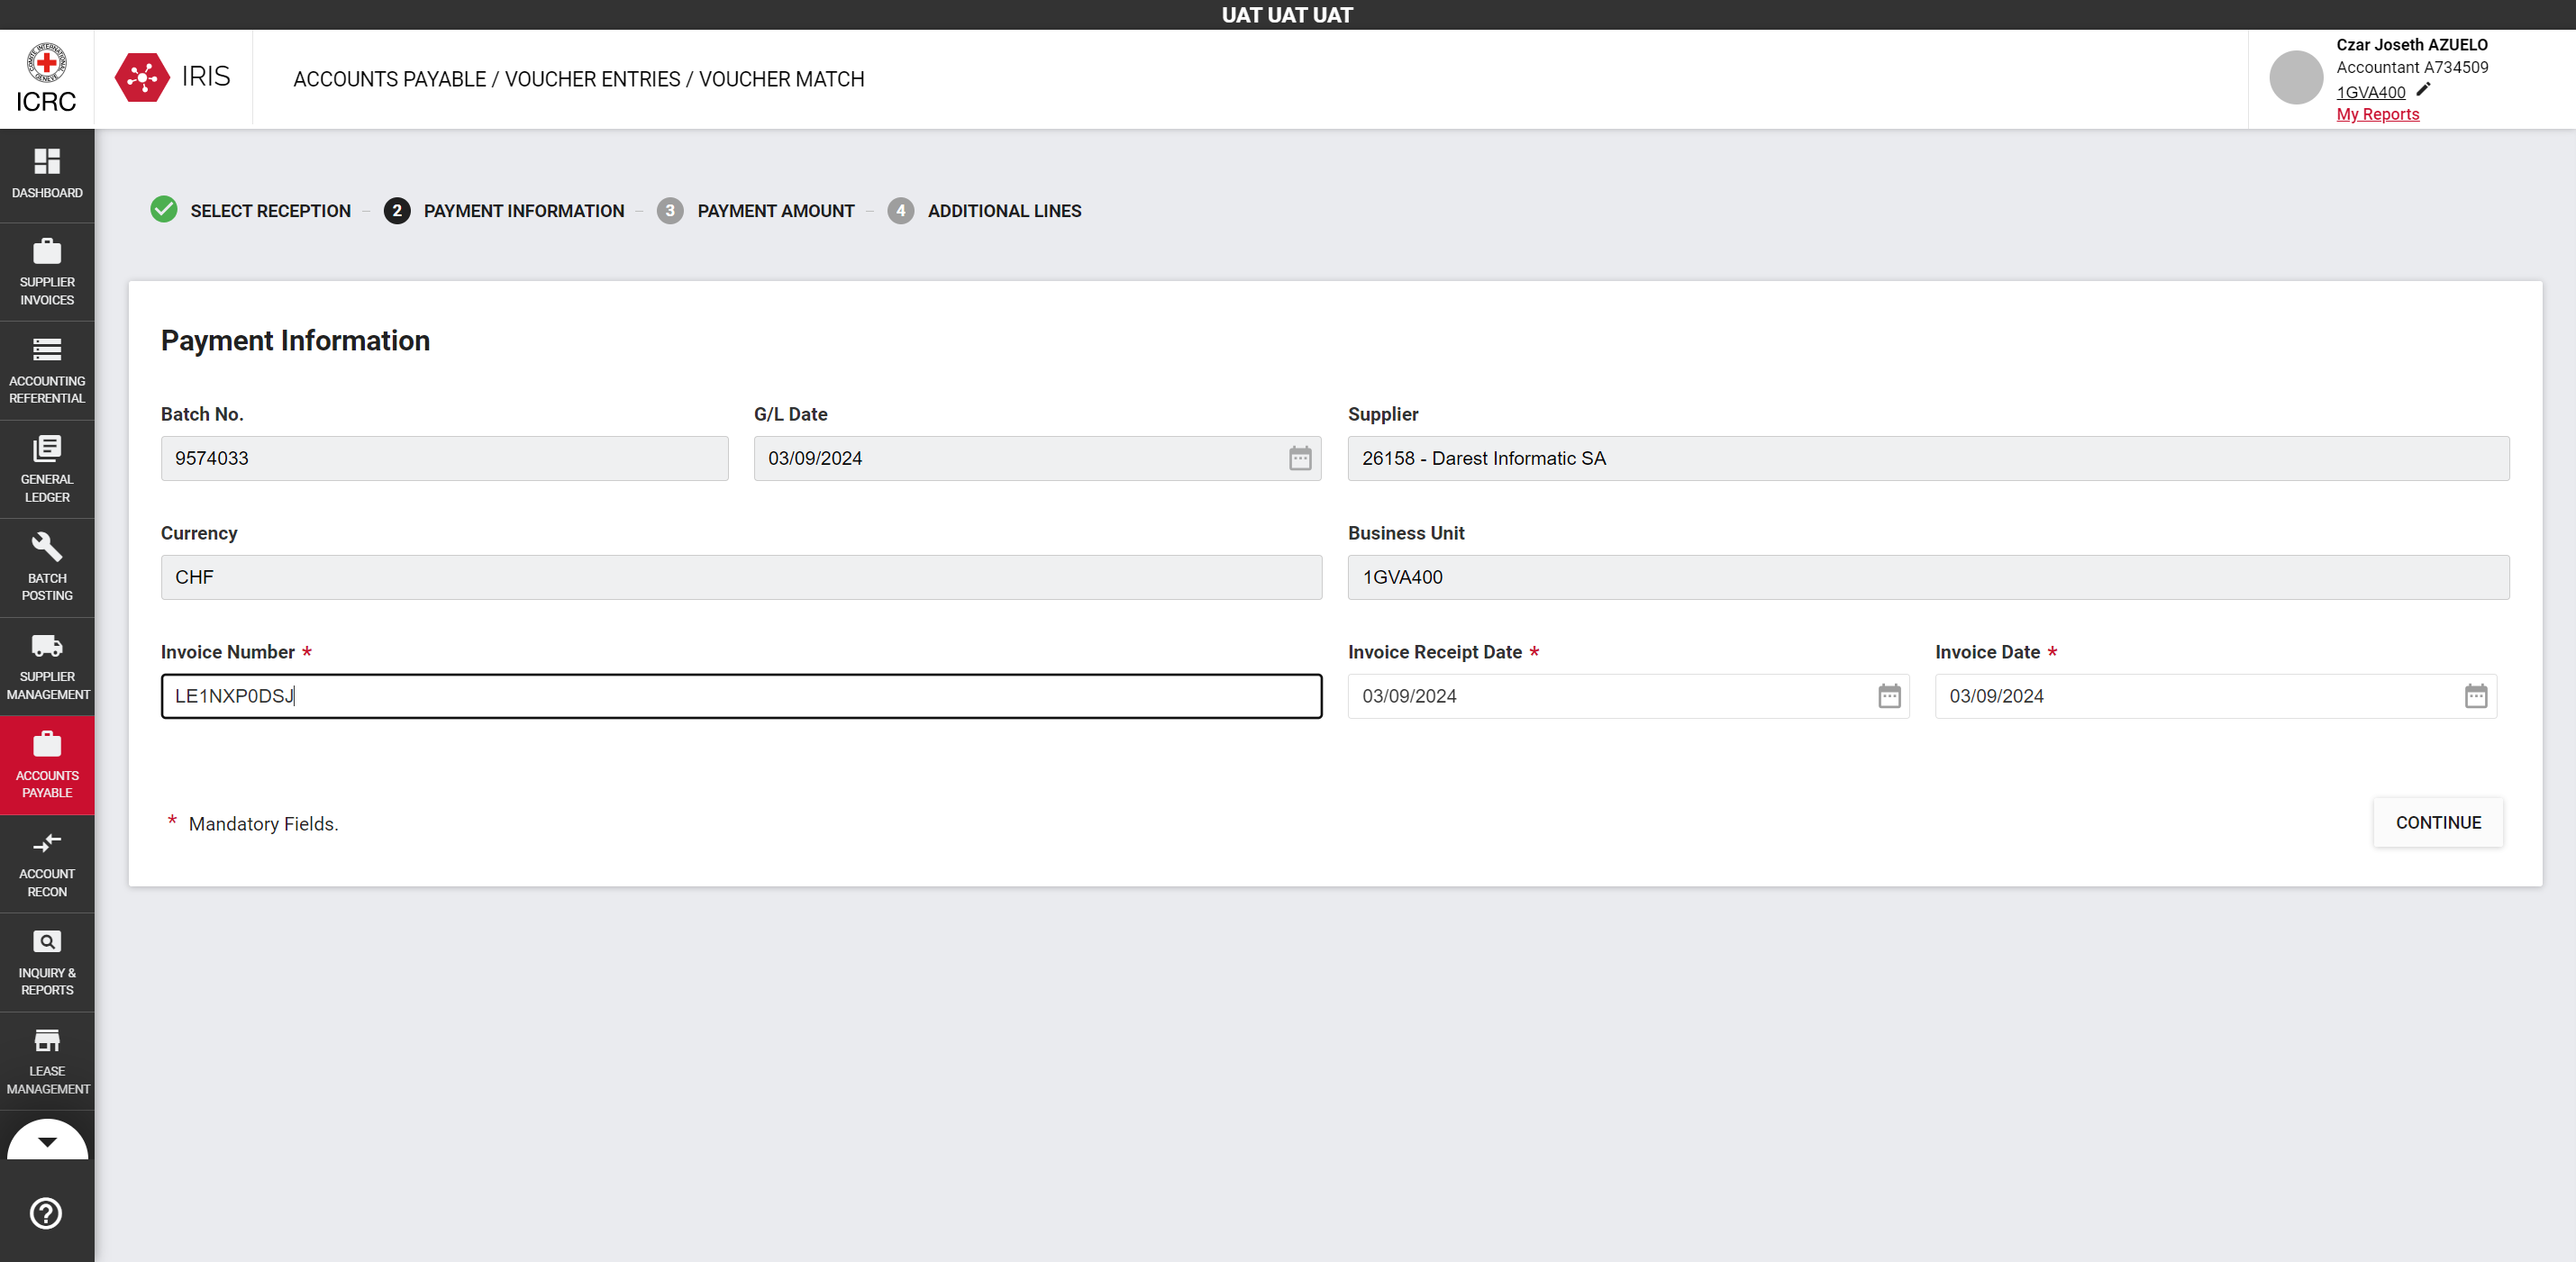 UAT UAT UAT
COMITE INTERNATIONAL GENEVE
ICRC
IRIS
ACCOUNTS PAYABLE / VOUCHER ENTRIES / VOUCHER MATCH
Czar Joseth AZUELO
Accountant A734509
1GVA400
My Reports
DASHBOARD
SUPPLIER
INVOICES
ACCOUNTING
REFERENTIAL
GENERAL
LEDGER
BATCH
POSTING
SUPPLIER
MANAGEMENT
ACCOUNTS
PAYABLE
ACCOUNT
RECON
INQUIRY &
REPORTS
LEASE
MANAGEMENT
SELECT RECEPTION – 2 PAYMENT INFORMATION – 3 PAYMENT AMOUNT – 4 ADDITIONAL LINES
Payment Information
Batch No. G/L Date Supplier
9574033 03/09/2024 26158 - Darest Informatic SA
Currency Business Unit
CHF 1GVA400
Invoice Number * Invoice Receipt Date * Invoice Date *
LE1NXP0DSJ 03/09/2024 03/09/2024
* Mandatory Fields. CONTINUE